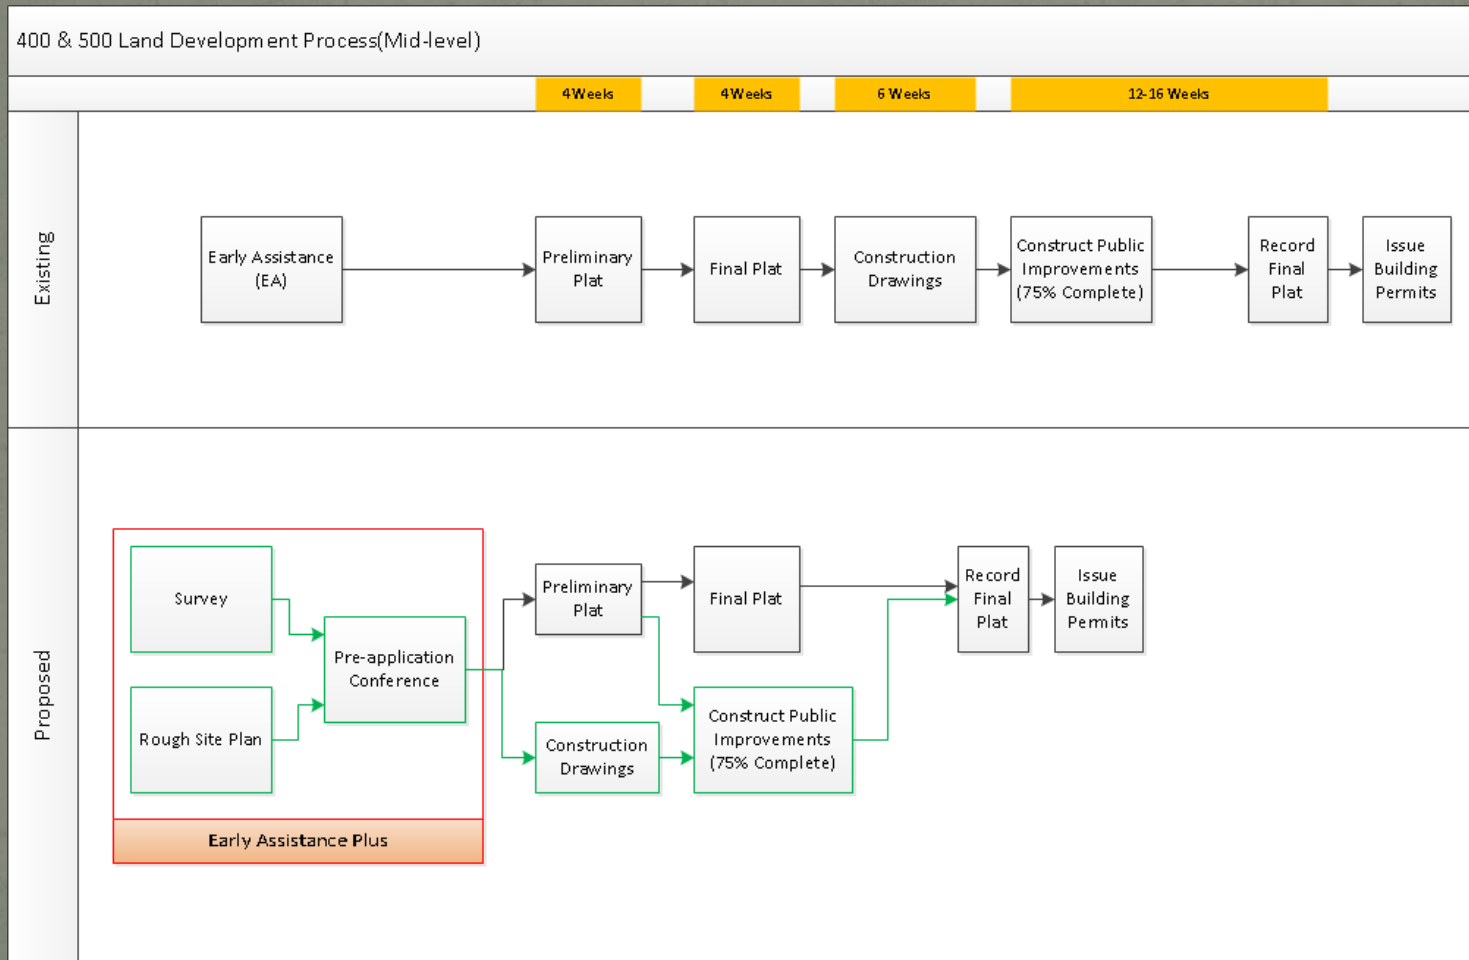 400 & 500 Land Development Process(Mid-level)
4 Weeks
4 Weeks
6 Weeks
12-16 Weeks
Existing
Early Assistance
(EA)
Preliminary
Plat
Final Plat
Construction
Drawings
Construct Public
Improvements
(75% Complete)
Record
Final
Plat
Issue
Building
Permits
Proposed
Survey
Rough Site Plan
Pre-application
Conference
Early Assistance Plus
Preliminary
Plat
Final Plat
Construction
Drawings
Construct Public
Improvements
(75% Complete)
Record
Final
Plat
Issue
Building
Permits